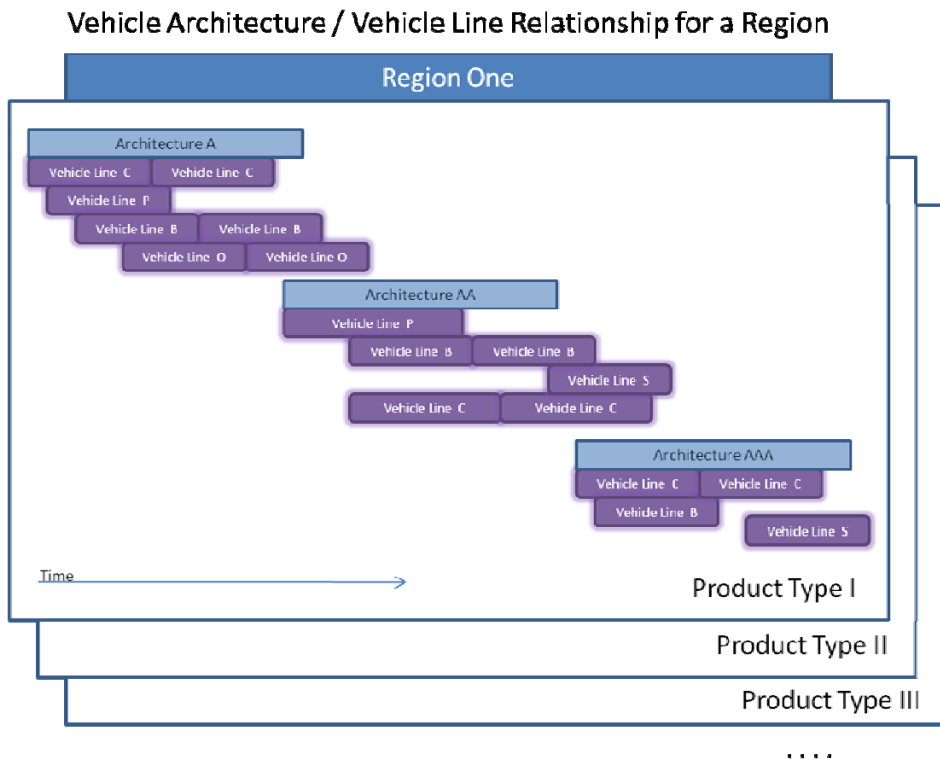 Vehicle Architecture / Vehicle Line Relationship for a Region
Region One
Architecture A
Vehicle Line C Vehicle Line C
Vehicle Line P
Vehicle Line B Vehicle Line B
Vehicle Line O Vehicle Line O
Architecture AA
Vehicle Line P
Vehicle Line B Vehicle Line B
Vehicle Line S
Vehicle Line C Vehicle Line C
Architecture AAA
Vehicle Line C Vehicle Line C
Vehicle Line B
Vehicle Line S
Time
Product Type I
Product Type II
Product Type III
....